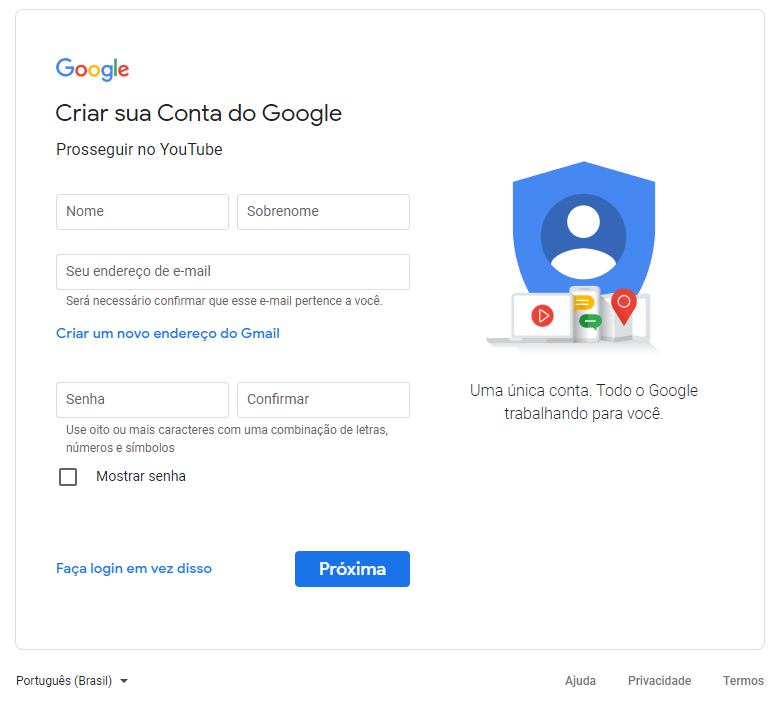 Google
Criar sua Conta do Google
Prosseguir no YouTube
Nome
Sobrenome
Seu endereço de e-mail
Será necessário confirmar que esse e-mail pertence a você.
Criar um novo endereço do Gmail
Senha
Confirmar
Use oito ou mais caracteres com uma combinação de letras,
números e símbolos
Mostrar senha
Faça login em vez disso
Próxima
Uma única conta. Todo o Google
trabalhando para você.
Português (Brasil)
Ajuda
Privacidade
Termos